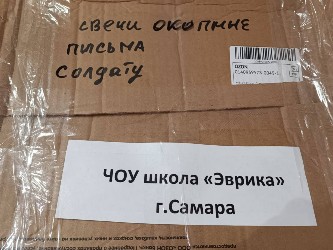 свечи окопные
письма
солдату
ЧОУ школа «Эврика»
г.Самара